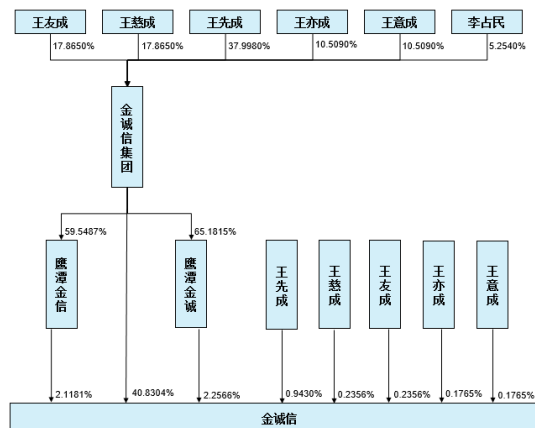 王友成 王慈成 王先成 王亦成 王意成 李占民
17.8650% 17.8650% 37.9980% 10.5090% 10.5090% 5.2540%
金诚信集团
59.5487% 65.1815%
鹰潭金信 鹰潭金诚 王先成 王慈成 王友成 王亦成 王意成
2.1181% 40.8304% 2.2566% 0.9430% 0.2356% 0.2356% 0.1765% 0.1765%
金诚信